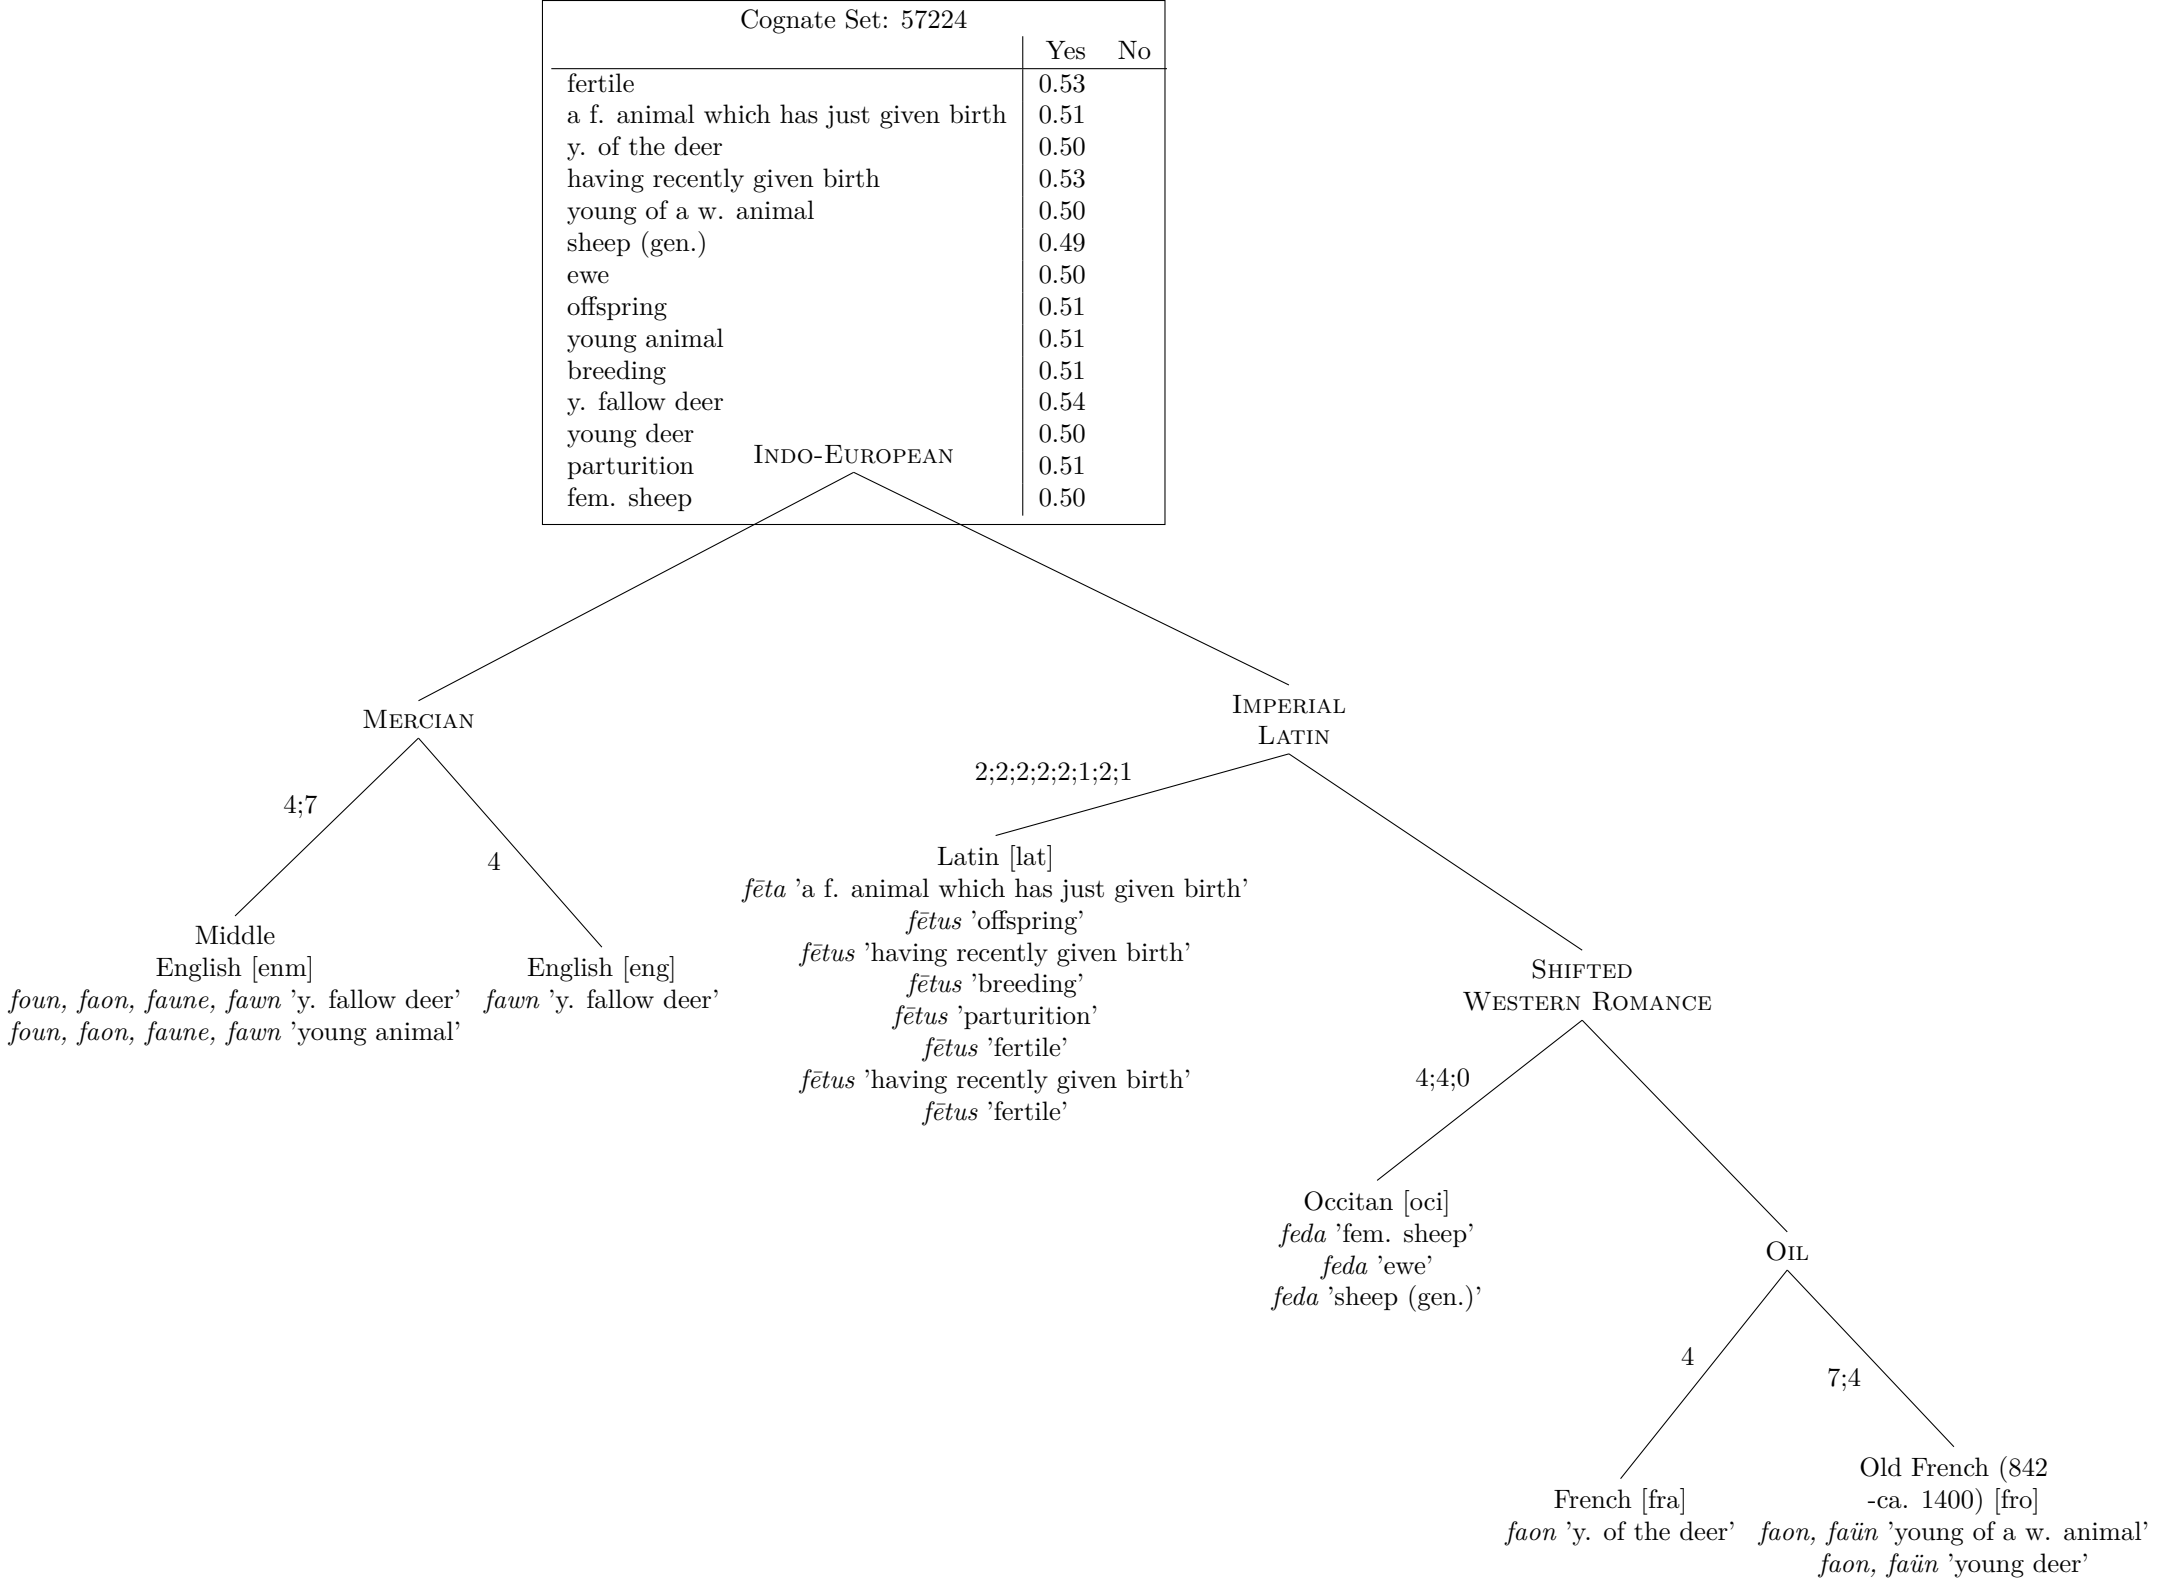 Cognate Set: 57224
Yes No
fertile 0.53
a f. animal which has just given birth 0.51
y. of the deer 0.50
having recently given birth 0.53
young of a w. animal 0.50
sheep (gen.) 0.49
ewe 0.50
offspring 0.51
young animal 0.51
breeding 0.51
y. fallow deer 0.54
young deer 0.50
INDO-EUROPEAN
parturition 0.51
fem. sheep 0.50
MERCIAN
IMPERIAL
LATIN
4;7
4
2;2;2;2;2;1;2;1
Middle
English [enm]
foun, faon, faune, fawn 'y. fallow deer'
foun, faon, faune, fawn 'young animal'
English [eng]
fawn 'y. fallow deer'
Latin [lat]
fēta 'a f. animal which has just given birth'
fētus 'offspring'
fētus 'having recently given birth'
fētus 'breeding'
fētus 'parturition'
fētus 'fertile'
fētus 'having recently given birth'
fētus 'fertile'
SHIFTED
WESTERN ROMANCE
4;4;0
Occitan [oci]
feda 'fem. sheep'
feda 'ewe'
feda 'sheep (gen.)'
OIL
4
7;4
French [fra]
faon 'y. of the deer'
Old French (842
-ca. 1400) [fro]
faon, faün 'young of a w. animal'
faon, faün 'young deer'